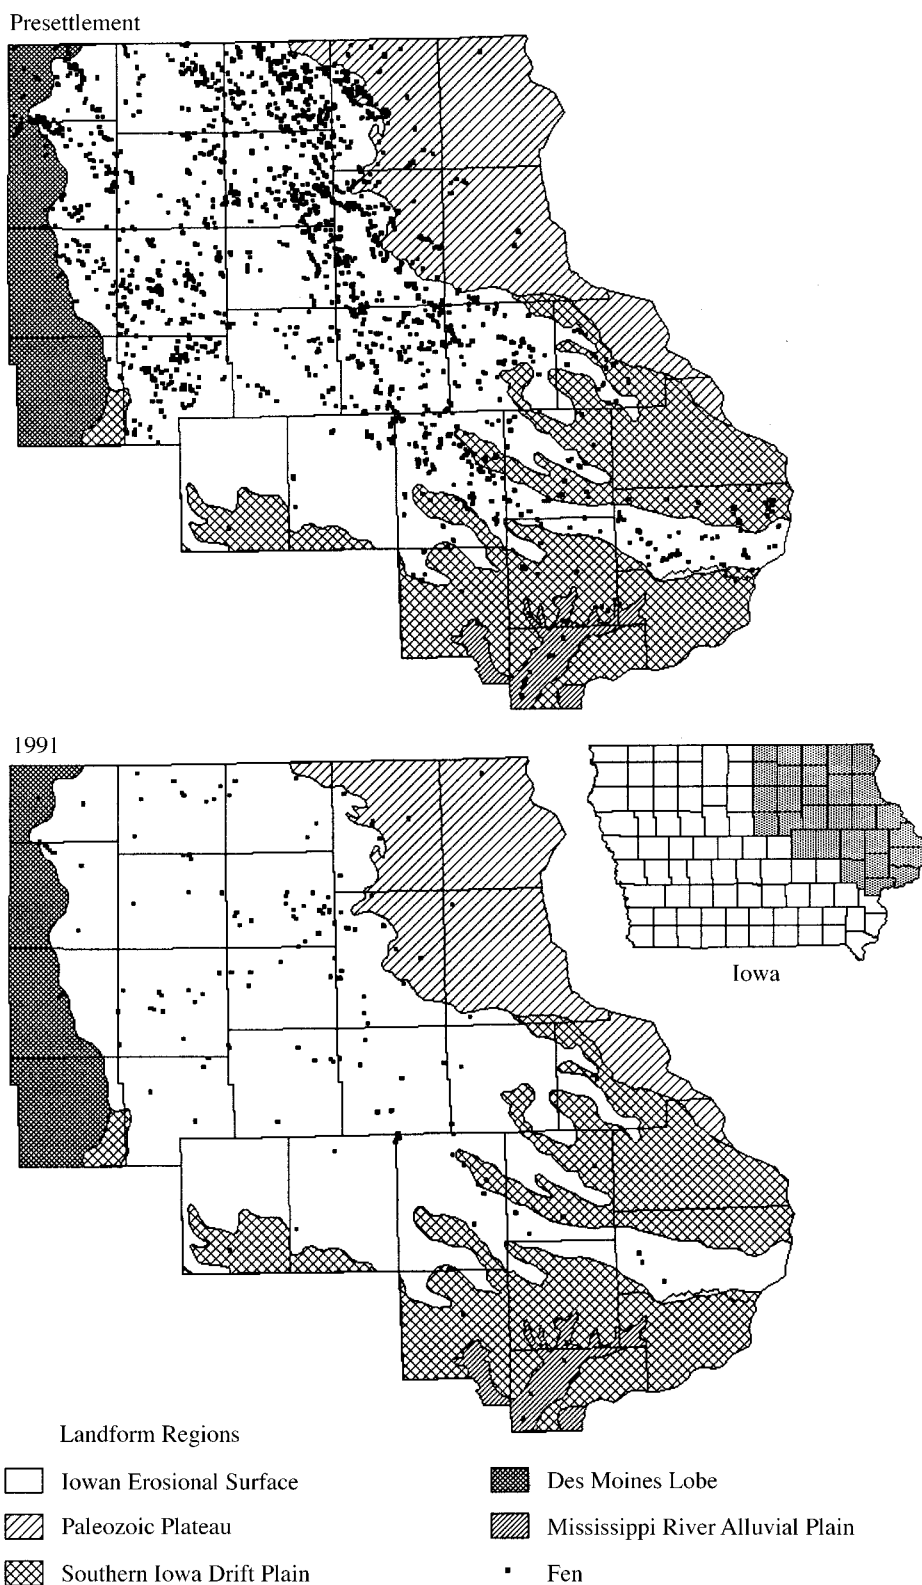 Presettlement
1991
Iowa
Landform Regions
Iowan Erosional Surface
Des Moines Lobe
Paleozoic Plateau
Mississippi River Alluvial Plain
Southern Iowa Drift Plain
Fen